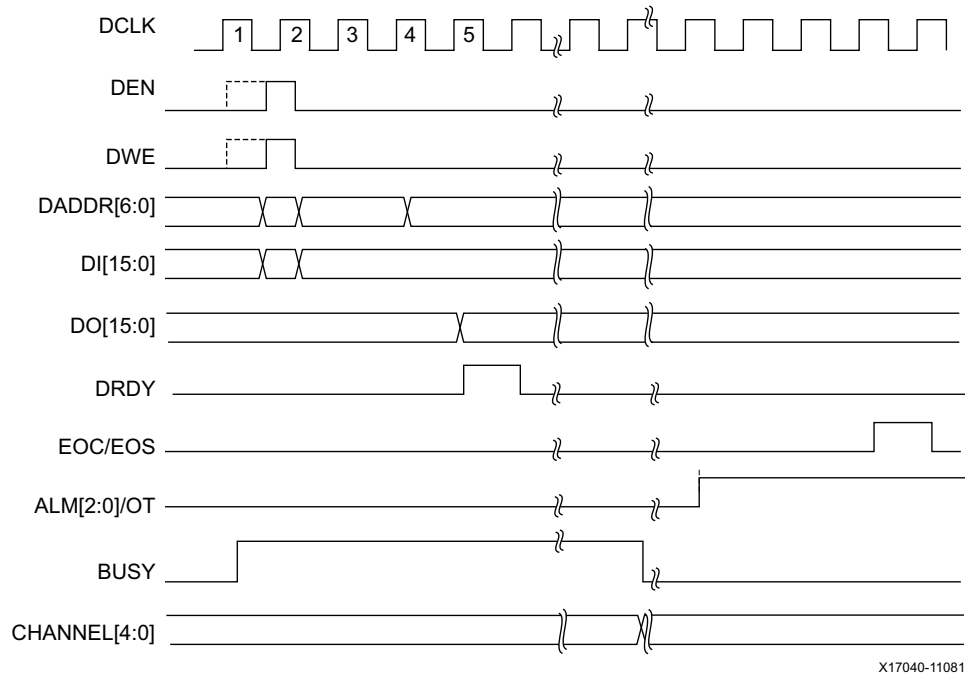 DCLK
1 2 3 4 5
DEN
DWE
DADDR[6:0]
DI[15:0]
DO[15:0]
DRDY
EOC/EOS
ALM[2:0]/OT
BUSY
CHANNEL[4:0]
X17040-11081